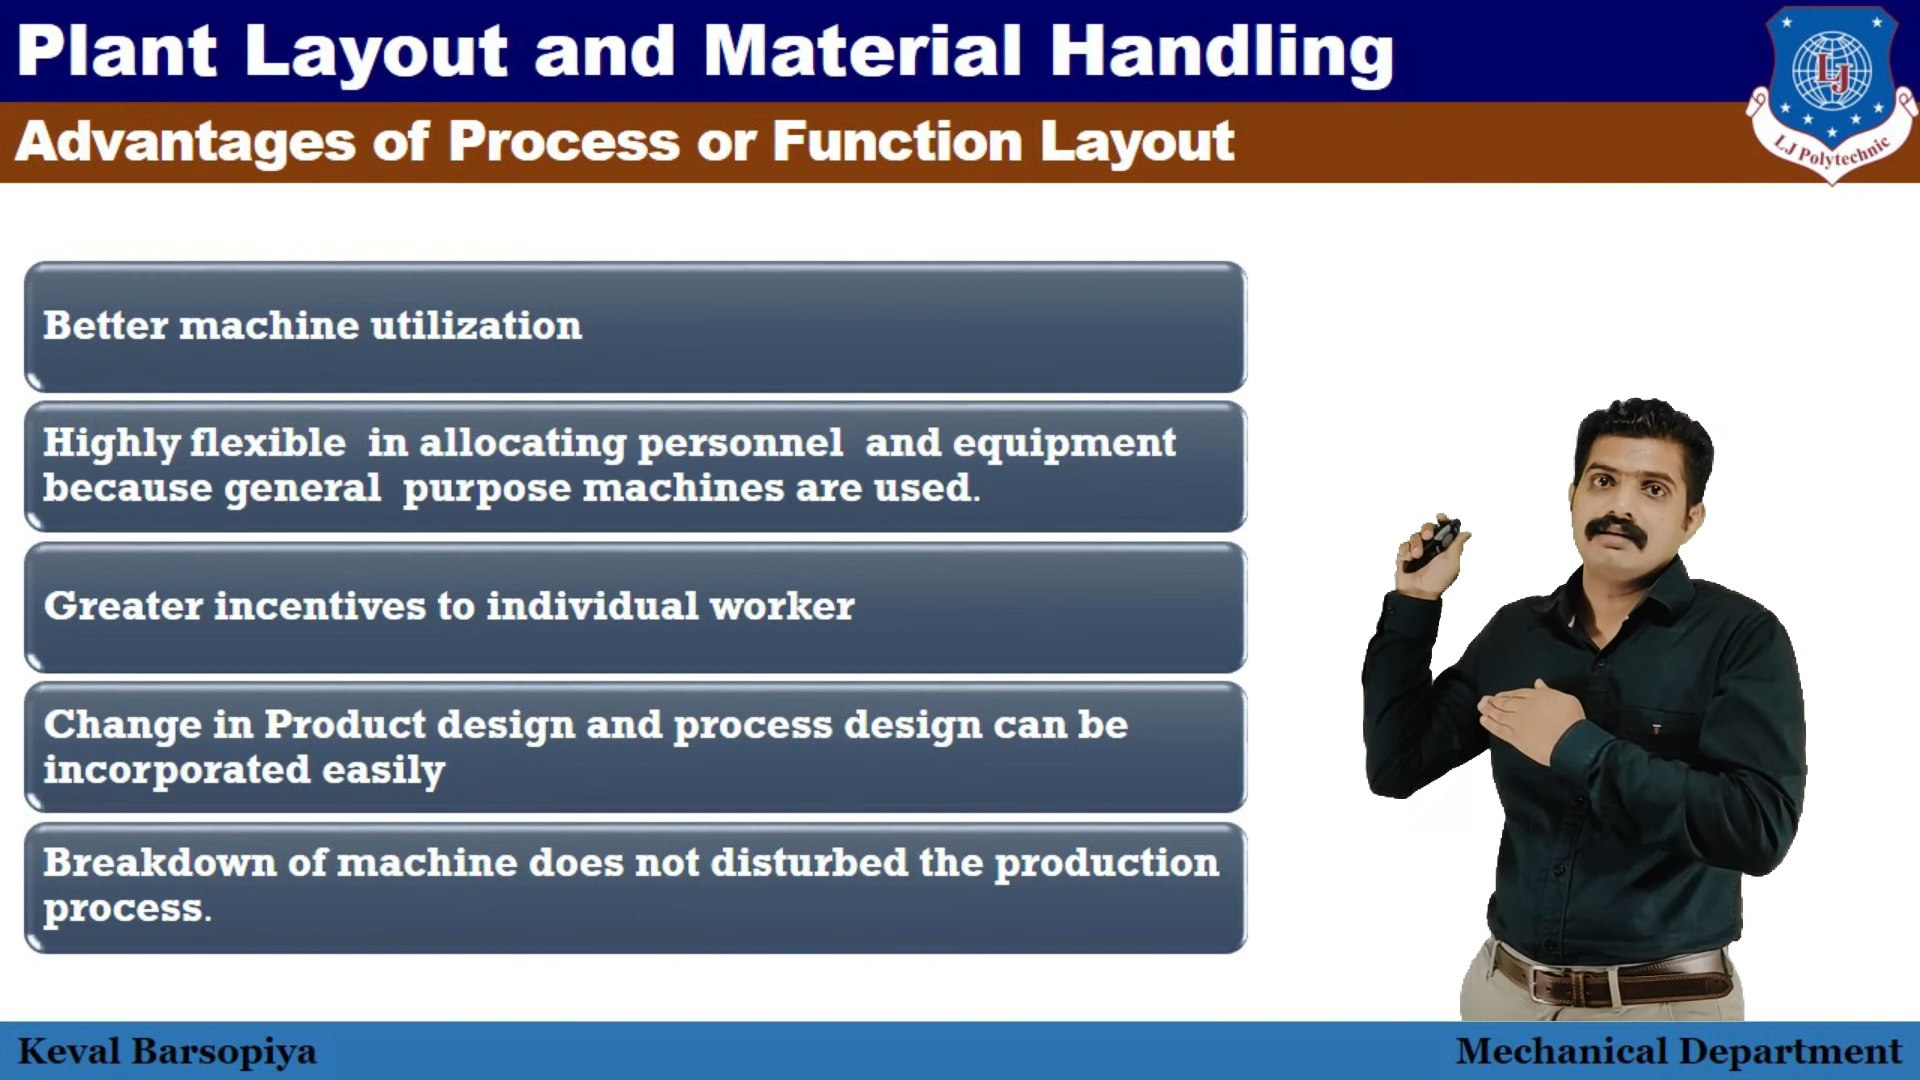 Plant Layout and Material Handling
Advantages of Process or Function Layout
LJ
LJ Polytechnic
Better machine utilization
Highly flexible in allocating personnel and equipment
because general purpose machines are used.
Greater incentives to individual worker
Change in Product design and process design can be
incorporated easily
Breakdown of machine does not disturbed the production
process.
Keval Barsopiya
Mechanical Department